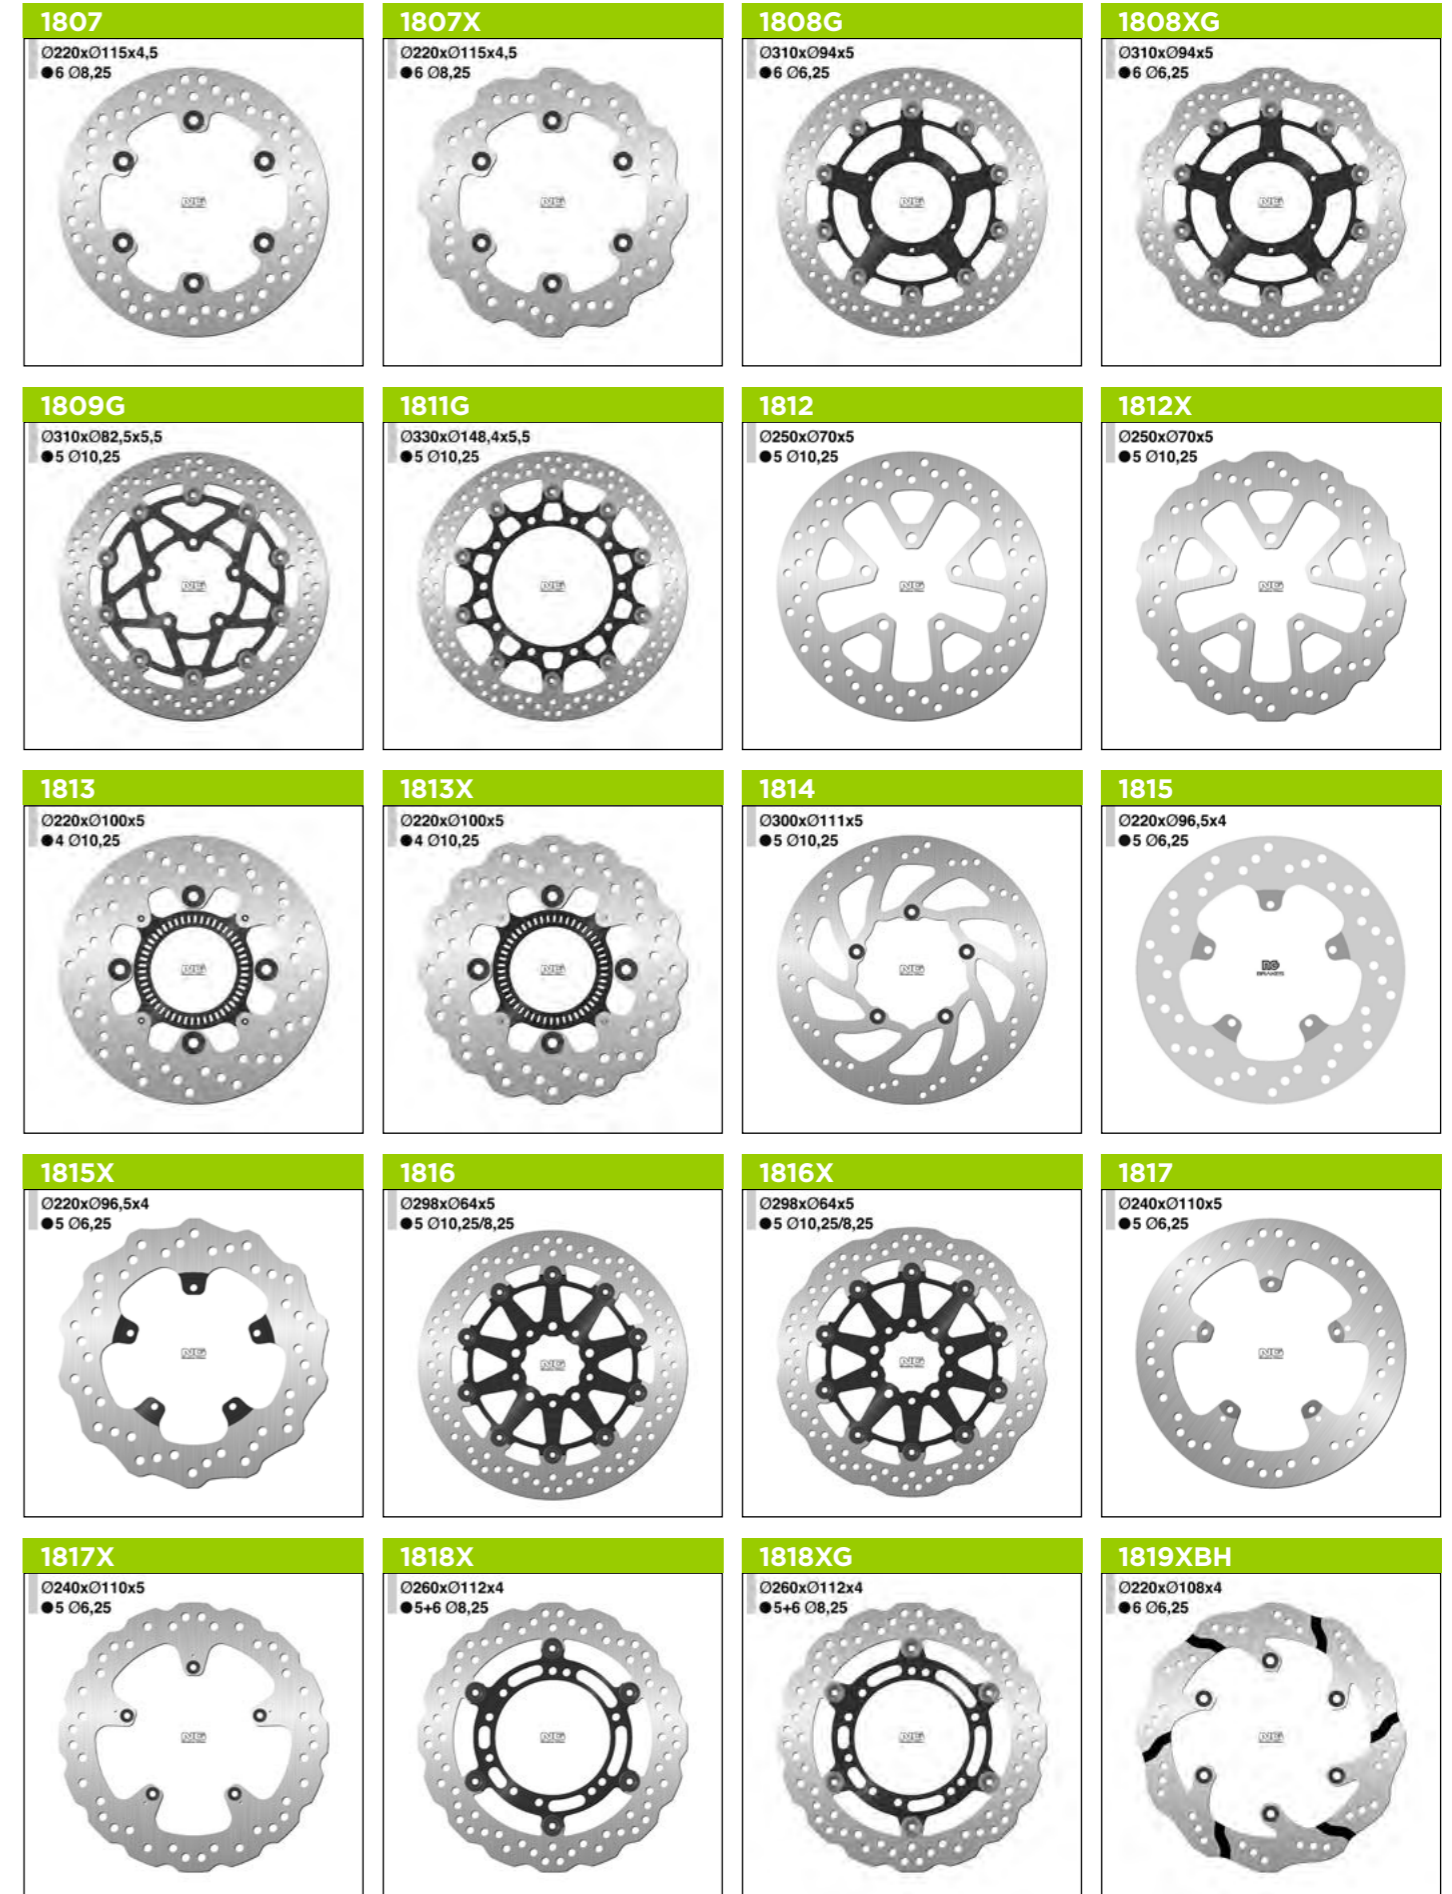 1807
Ø220xØ115x4,5
●6 Ø8,25
1807X
Ø220xØ115x4,5
●6 Ø8,25
1808G
Ø310xØ94x5
●6 Ø6,25
1808XG
Ø310xØ94x5
●6 Ø6,25
1809G
Ø310xØ82,5x5,5
●5 Ø10,25
1811G
Ø330xØ148,4x5,5
●5 Ø10,25
1812
Ø250xØ70x5
●5 Ø10,25
1812X
Ø250xØ70x5
●5 Ø10,25
1813
Ø220xØ100x5
●4 Ø10,25
1813X
Ø220xØ100x5
●4 Ø10,25
1814
Ø300xØ111x5
●5 Ø10,25
1815
Ø220xØ96,5x4
●5 Ø6,25
NG
BRAKES
1815X
Ø220xØ96,5x4
●5 Ø6,25
1816
Ø298xØ64x5
●5 Ø10,25/8,25
1816X
Ø298xØ64x5
●5 Ø10,25/8,25
1817
Ø240xØ110x5
●5 Ø6,25
1817X
Ø240xØ110x5
●5 Ø6,25
1818X
Ø260xØ112x4
●5+6 Ø8,25
1818XG
Ø260xØ112x4
●5+6 Ø8,25
1819XBH
Ø220xØ108x4
●6 Ø6,25